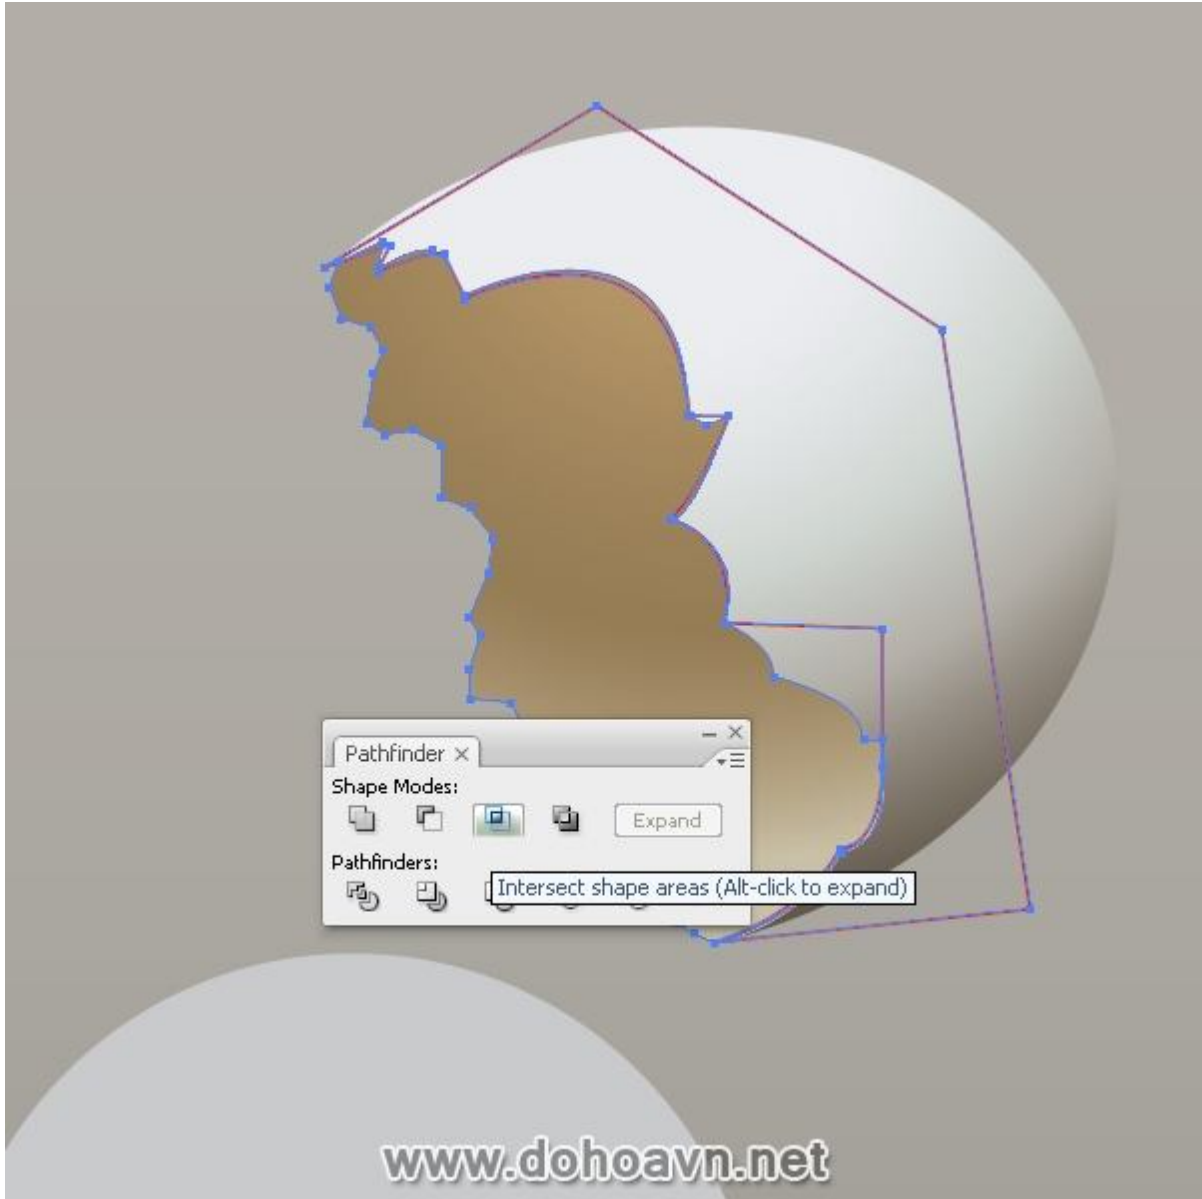 Pathfinder
Shape Modes:
Expand
Pathfinders:
Intersect shape areas (Alt-click to expand)
www.dohoavn.net